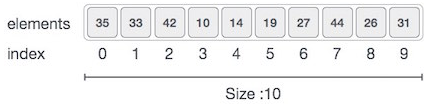 elements 35 33 42 10 14 19 27 44 26 31
index 0 1 2 3 4 5 6 7 8 9
Size :10